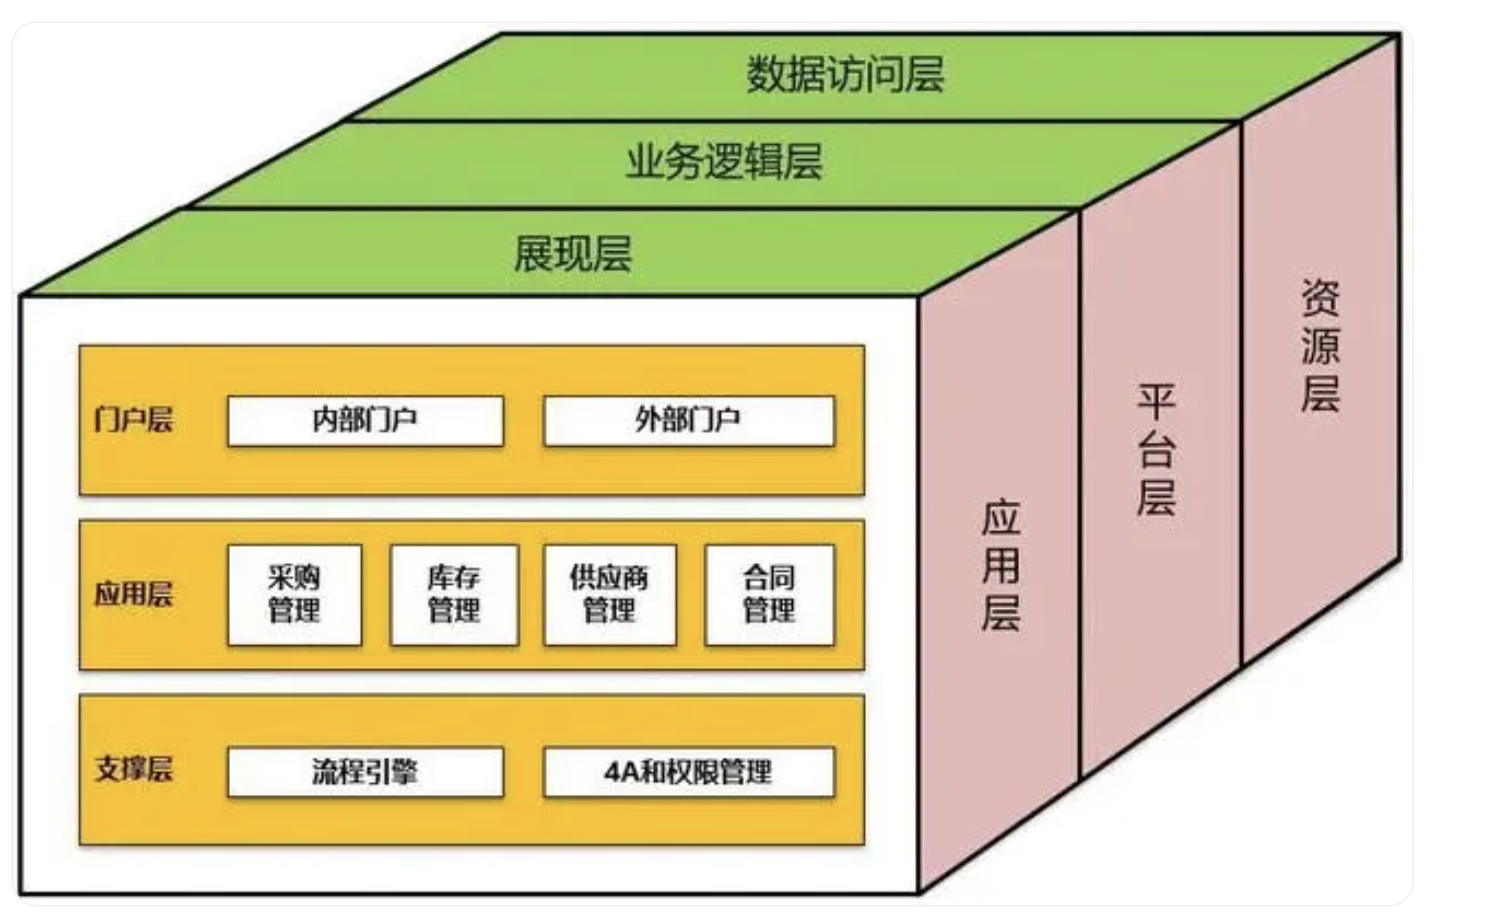 数据访问层
业务逻辑层
展现层
门户层
内部门户
外部门户
应用层
采购
管理
库存
管理
供应商
管理
合同
管理
支撑层
流程引擎
4A和权限管理
应
用
层
平
台
层
资
源
层